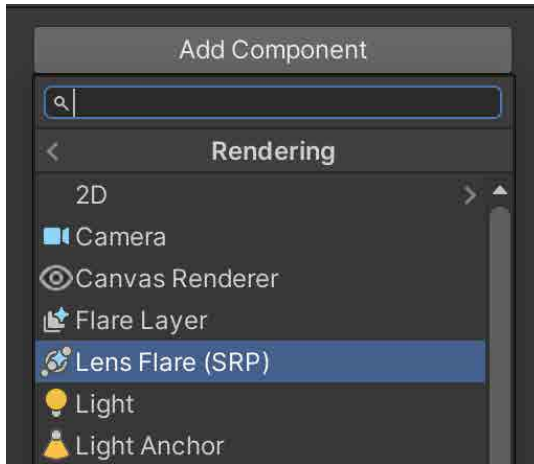 Add Component
Rendering
2D
Camera
Canvas Renderer
Flare Layer
Lens Flare (SRP)
Light
Light Anchor